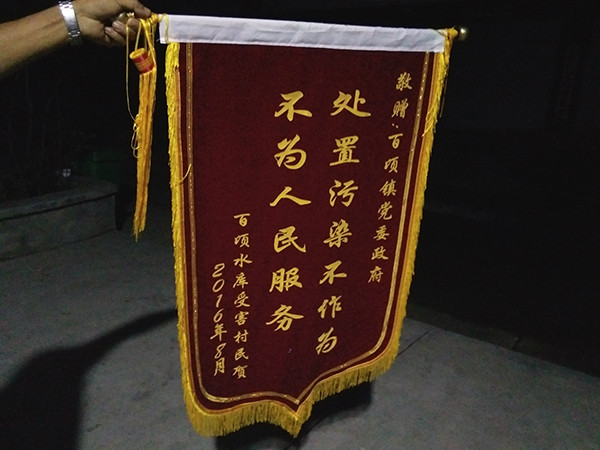 敬赠:百顷镇党委政府
处置污染不作为
不为人民服务
百顷水库受害村民贺
2016年8月